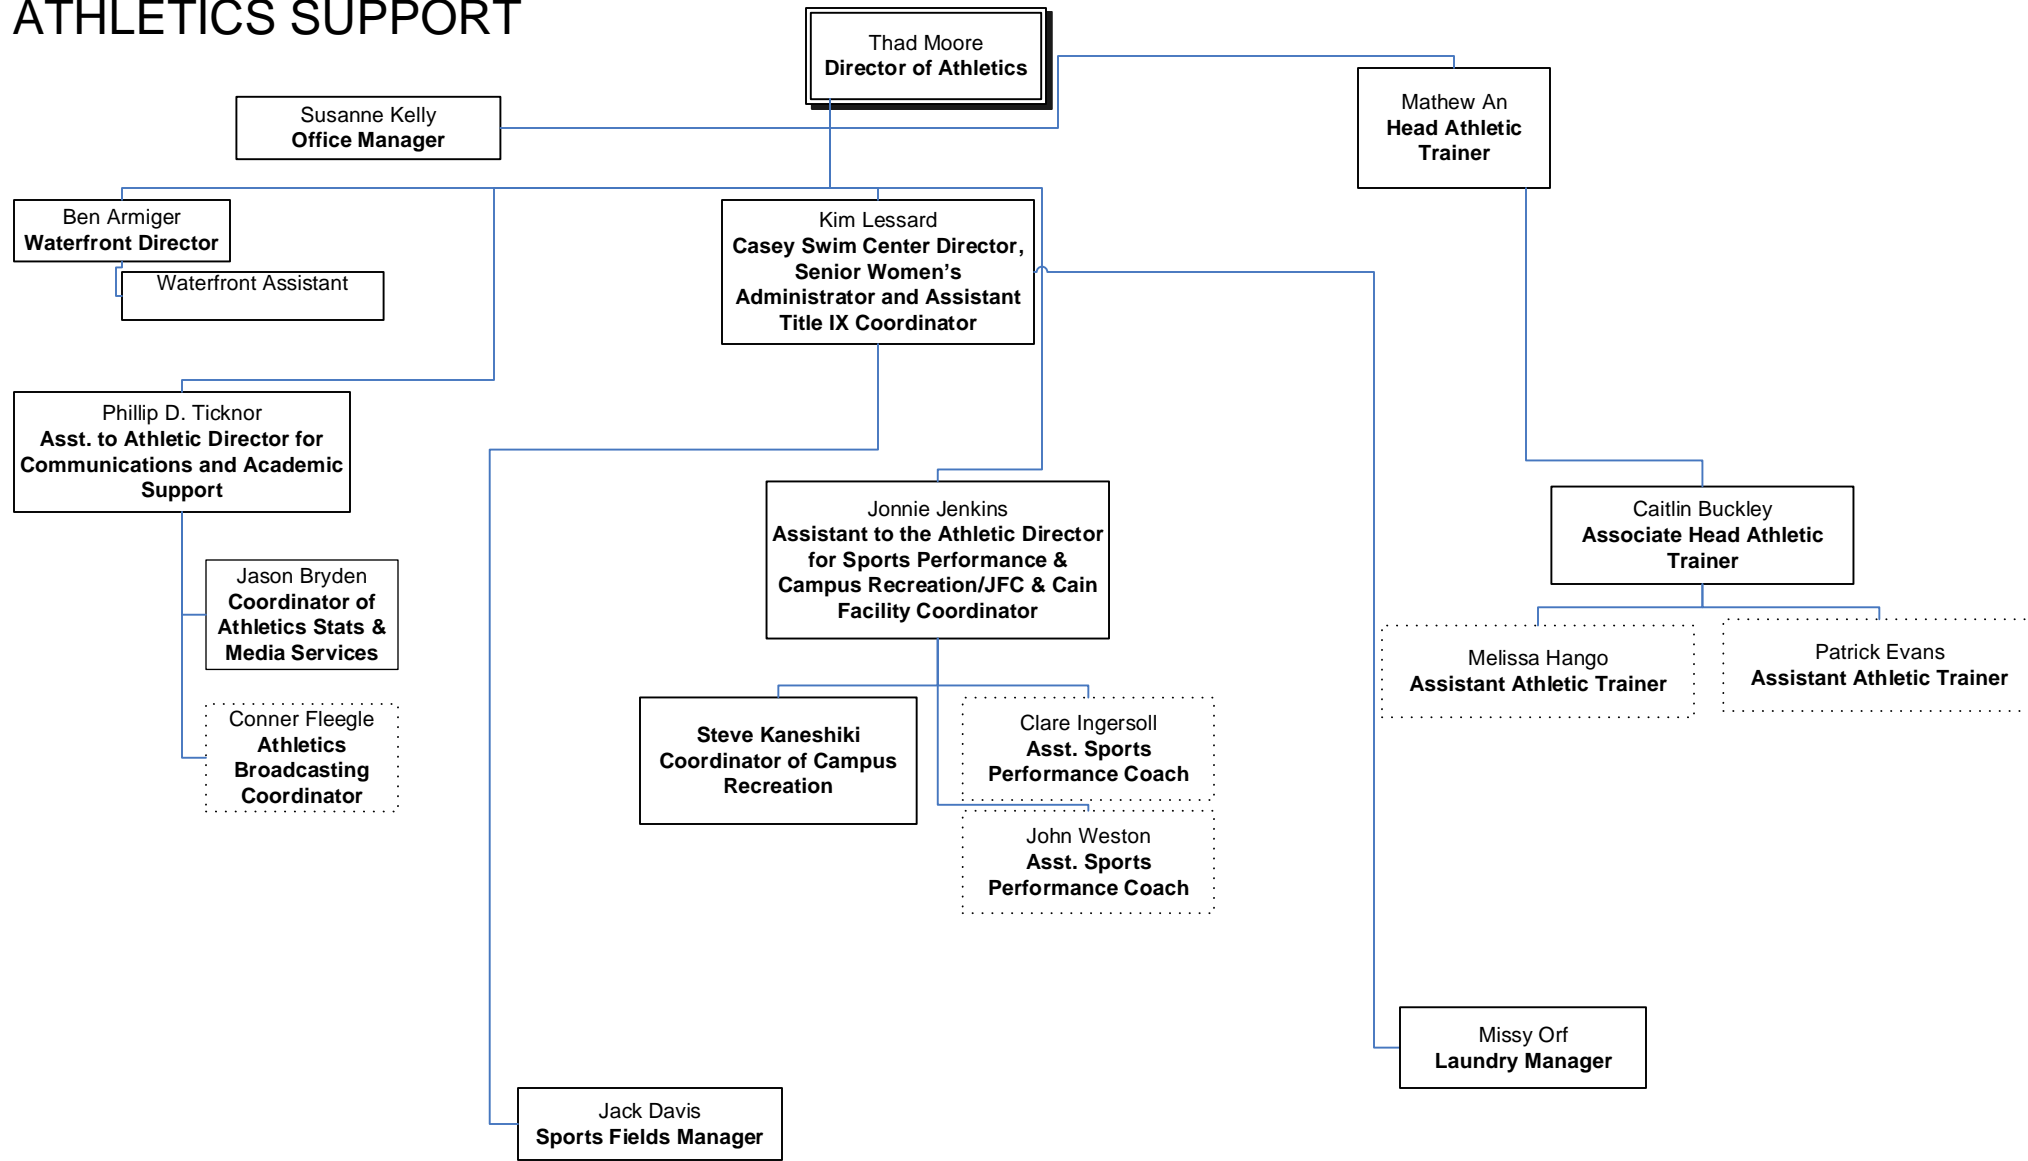 ATHLETICS SUPPORT
Thad Moore
Director of Athletics
Susanne Kelly
Office Manager
Mathew An
Head Athletic
Trainer
Ben Armiger
Waterfront Director
Waterfront Assistant
Kim Lessard
Casey Swim Center Director,
Senior Women’s
Administrator and Assistant
Title IX Coordinator
Phillip D. Ticknor
Asst. to Athletic Director for
Communications and Academic
Support
Jason Bryden
Coordinator of
Athletics Stats &
Media Services
Conner Fleegle
Athletics
Broadcasting
Coordinator
Jonnie Jenkins
Assistant to the Athletic Director
for Sports Performance &
Campus Recreation/JFC & Cain
Facility Coordinator
Steve Kaneshiki
Coordinator of Campus
Recreation
Clare Ingersoll
Asst. Sports
Performance Coach
John Weston
Asst. Sports
Performance Coach
Caitlin Buckley
Associate Head Athletic
Trainer
Melissa Hango
Assistant Athletic Trainer
Patrick Evans
Assistant Athletic Trainer
Missy Orf
Laundry Manager
Jack Davis
Sports Fields Manager